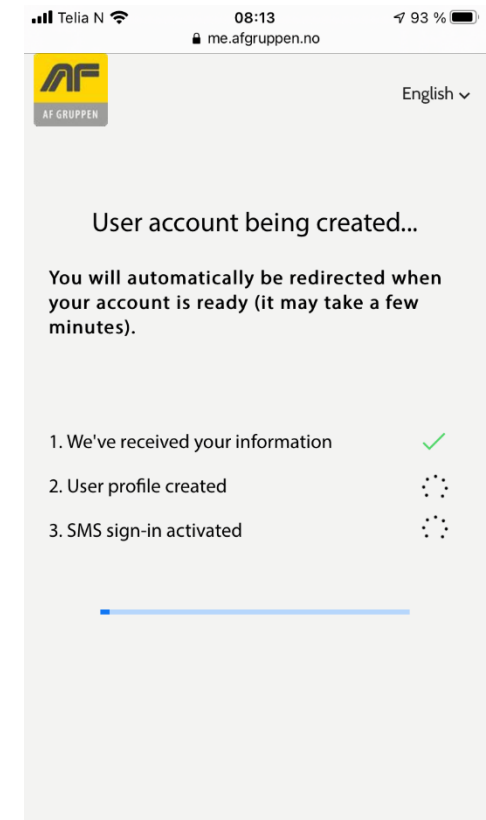 Telia N 08:13 93 %
me.afgruppen.no
AF
AF GRUPPEN
English
User account being created...
You will automatically be redirected when
your account is ready (it may take a few
minutes).
1. We've received your information
2. User profile created
3. SMS sign-in activated